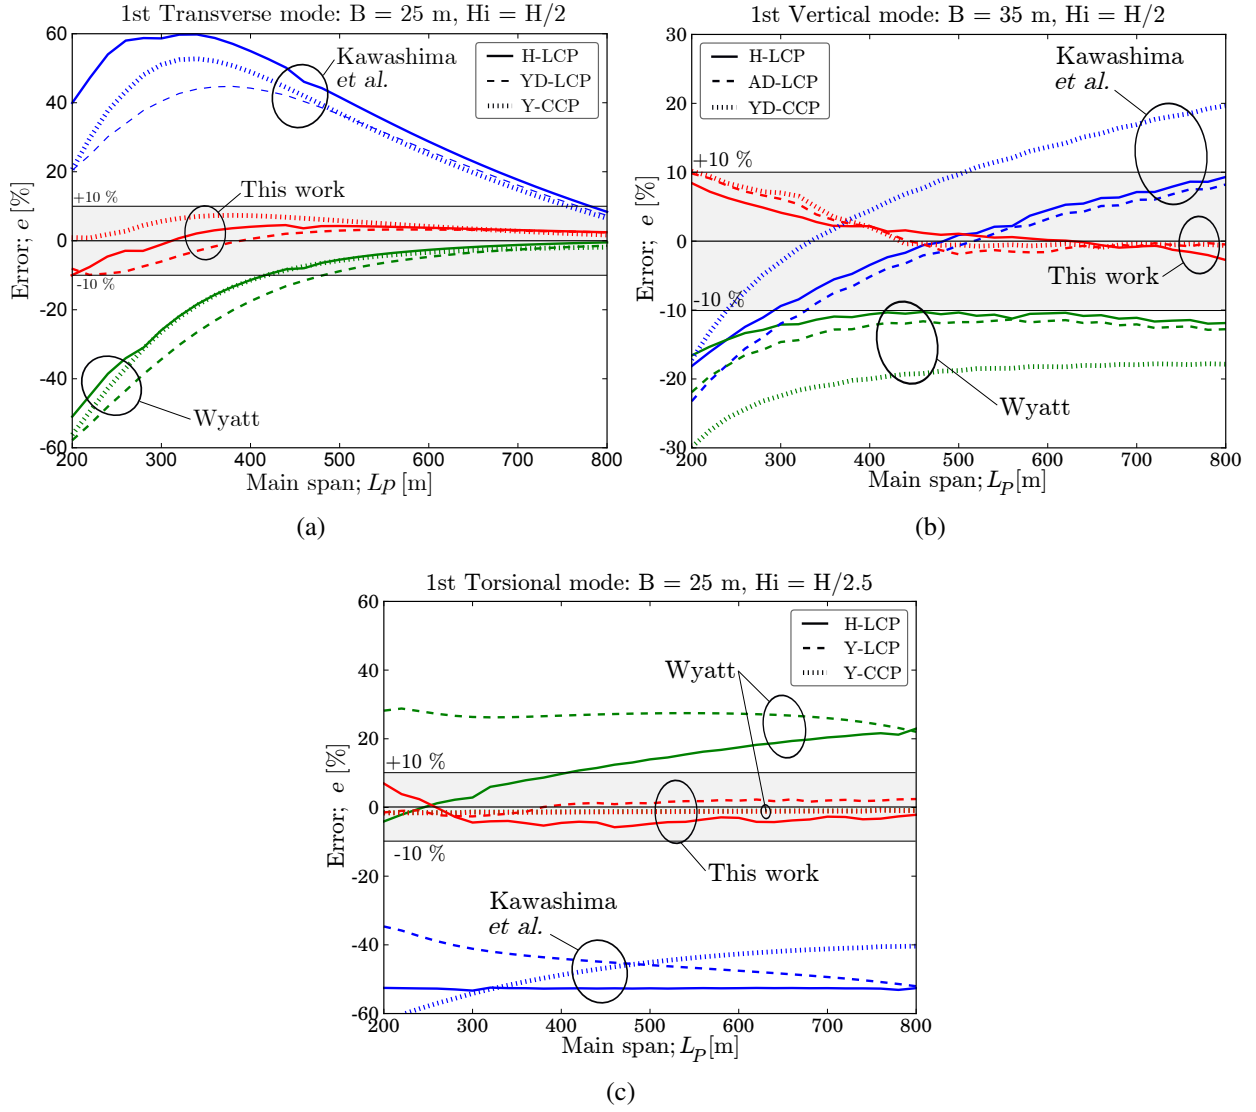 1st Transverse mode: B = 25 m, Hi = H/2
60
40
20
0
-20
-40
-60
Error; e [%]
H-LCP
YD-LCP
Y-CCP
Kawashima
et al.
+10 %
This work
-10 %
Wyatt
200 300 400 500 600 700 800
Main span; LP [m]
(a)
1st Vertical mode: B = 35 m, Hi = H/2
30
20
10
0
-10
-20
-30
Error; e [%]
H-LCP
AD-LCP
YD-CCP
Kawashima
et al.
+10 %
This work
-10 %
Wyatt
200 300 400 500 600 700 800
Main span; LP[m]
(b)
1st Torsional mode: B = 25 m, Hi = H/2.5
60
40
20
0
-20
-40
-60
Error; e [%]
H-LCP
Y-LCP
Y-CCP
Wyatt
+10 %
-10 %
This work
Kawashima
et al.
200 300 400 500 600 700 800
Main span; LP[m]
(c)